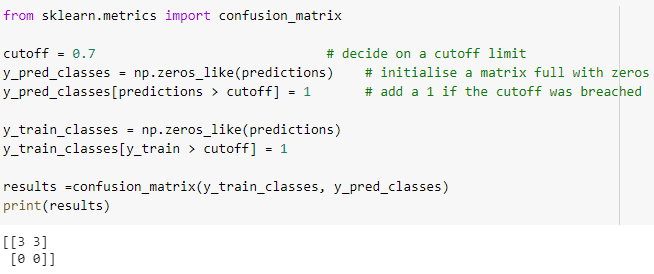 from sklearn.metrics import confusion_matrix
cutoff = 0.7 # decide on a cutoff limit
y_pred_classes = np.zeros_like(predictions) # initialise a matrix full with zeros
y_pred_classes[predictions > cutoff] = 1 # add a 1 if the cutoff was breached
y_train_classes = np.zeros_like(predictions)
y_train_classes[y_train > cutoff] = 1
results =confusion_matrix(y_train_classes, y_pred_classes)
print(results)
[[3 3]
[0 0]]